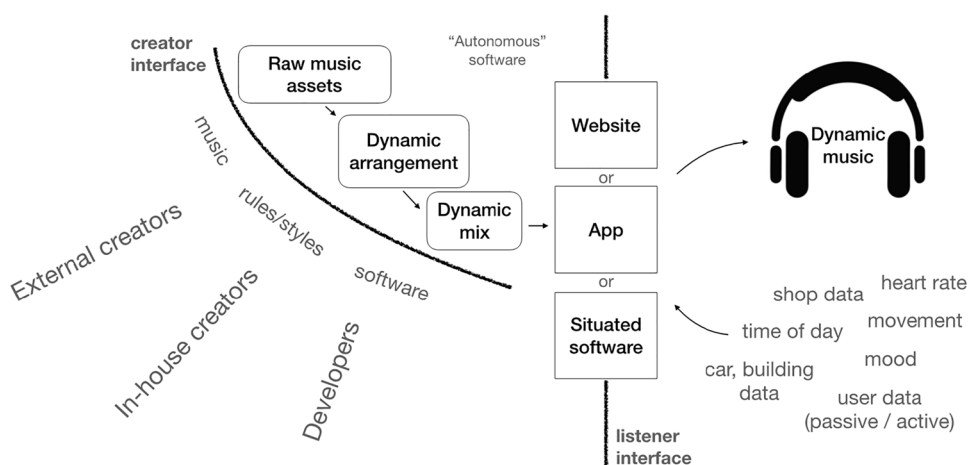 creator
interface
Raw music
assets
"Autonomous"
software
Dynamic
arrangement
Dynamic
mix
music
rules/styles
software
External creators
In-house creators
Developers
Website
or
App
or
Situated
software
listener
interface
Dynamic
music
shop data
heart rate
time of day
movement
car, building
data
mood
user data
(passive / active)